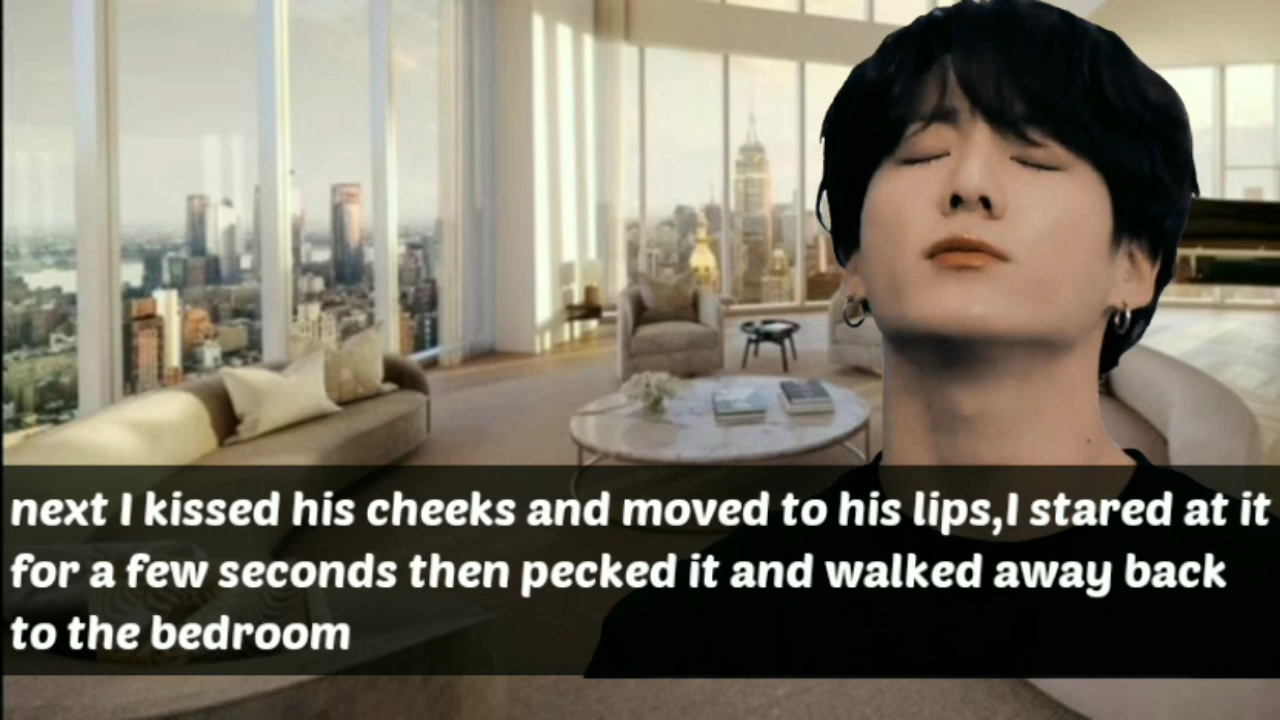 next I kissed his cheeks and moved to his lips,I stared at it
for a few seconds then pecked it and walked away back
to the bedroom